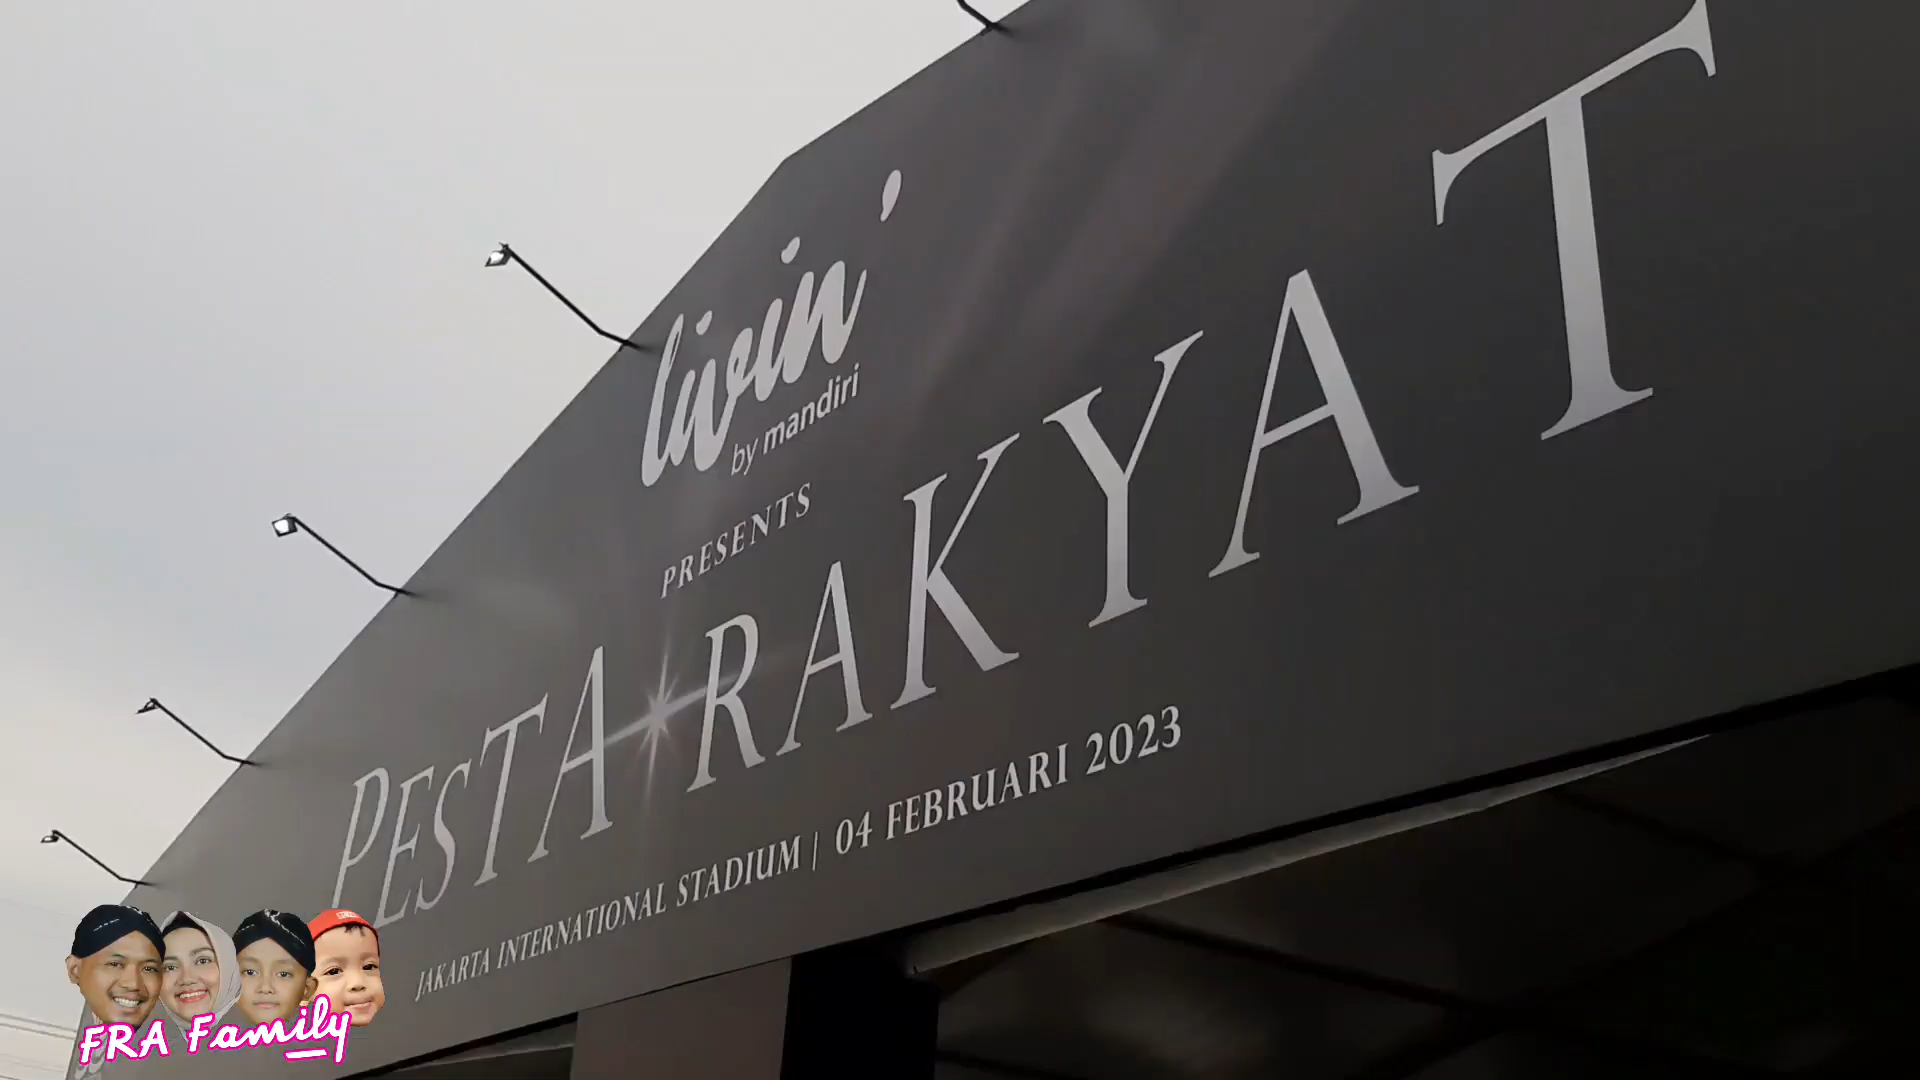 livin'
by mandiri
PRESENTS
PESTA RAKYAT
JAKARTA INTERNATIONAL STADIUM | 04 FEBRUARI 2023
FRA Family